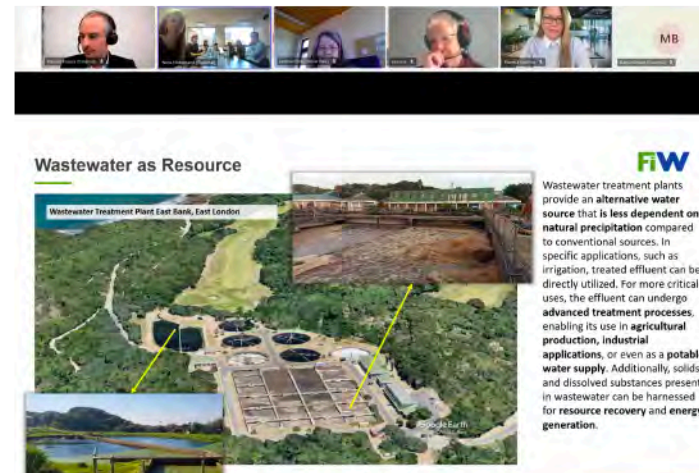 MB
Wastewater as Resource
FiW
Wastewater Treatment Plant East Bank, East London
Google Earth
Wastewater treatment plants
provide an alternative water
source that is less dependent on
natural precipitation compared
to conventional sources. In
specific applications, such as
irrigation, treated effluent can be
directly utilized. For more critical
uses, the effluent can undergo
advanced treatment processes,
enabling its use in agricultural
production, industrial
applications, or even as a potable
water supply. Additionally, solids
and dissolved substances present
in wastewater can be harnessed
for resource recovery and energy
generation.